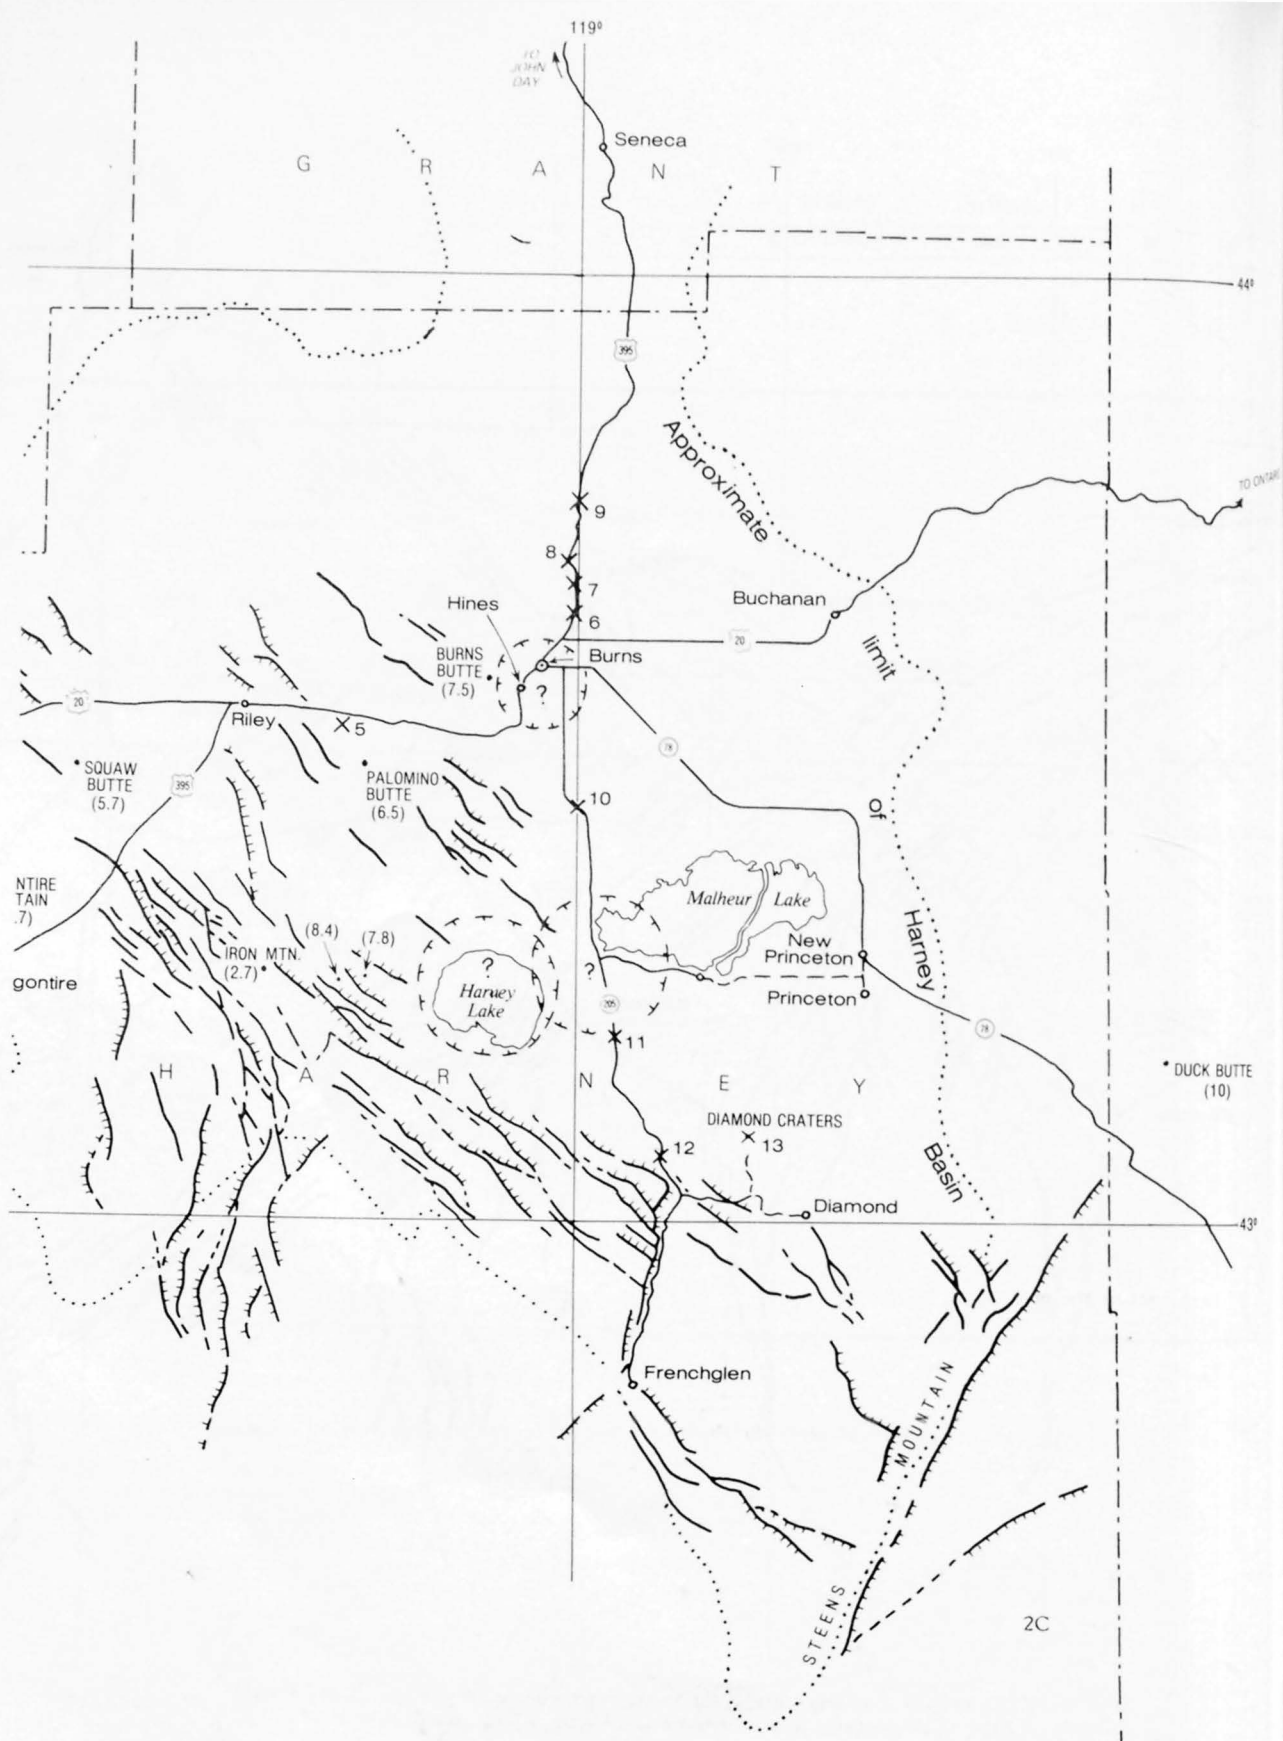 119°
TO
JOHN
DAY
Seneca
G R A N T
44°
395
Approximate
9
TO ONTARI
8
7
Hines
Buchanan
6
20
limit
BURNS
BUTTE
(7.5)
Burns
?
20
Riley
5
78
SQUAW
BUTTE
(5.7)
395
PALOMINO
BUTTE
(6.5)
10
of
NTIRE
TAIN
.7)
Malheur Lake
Harney
(8.4)
(7.8)
New
Princeton
IRON MTN.
(2.7)
?
?
gontire
Harney
Lake
Princeton
205
78
11
H A R N E Y
DUCK BUTTE
(10)
DIAMOND CRATERS
12
13
Basin
Diamond
43°
Frenchglen
STEENS MOUNTAIN
2C